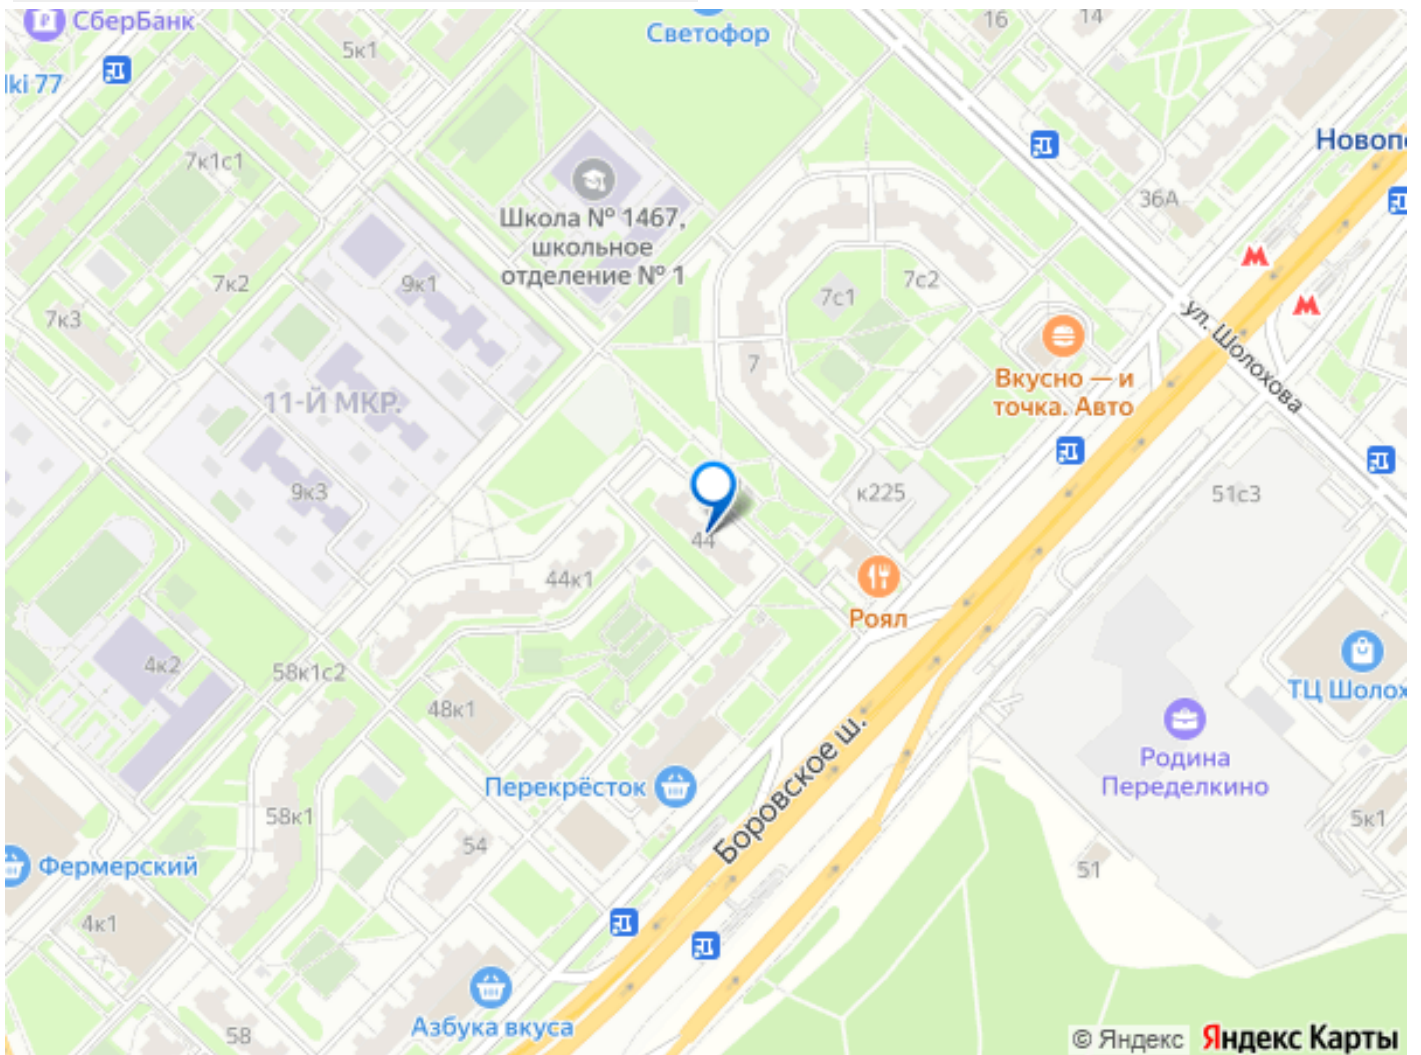 СберБанк
Светофор
16
14
5к1
lki 77
Новопе
7к1с1
36А
Школа № 1467,
школьное
отделение № 1
7к2
9к1
7с1
7с2
7к3
ул. Шолохова
7
Вкусно — и
точка. Авто
11-Й МКР.
9к3
к225
51с3
44
44к1
Роял
4к2
58к1с2
48к1
ТЦ Шолох
Боровское ш.
Родина
Переделкино
Перекрёсток
58к1
54
5к1
Фермерский
51
4к1
Азбука вкуса
58
© Яндекс Яндекс Карты